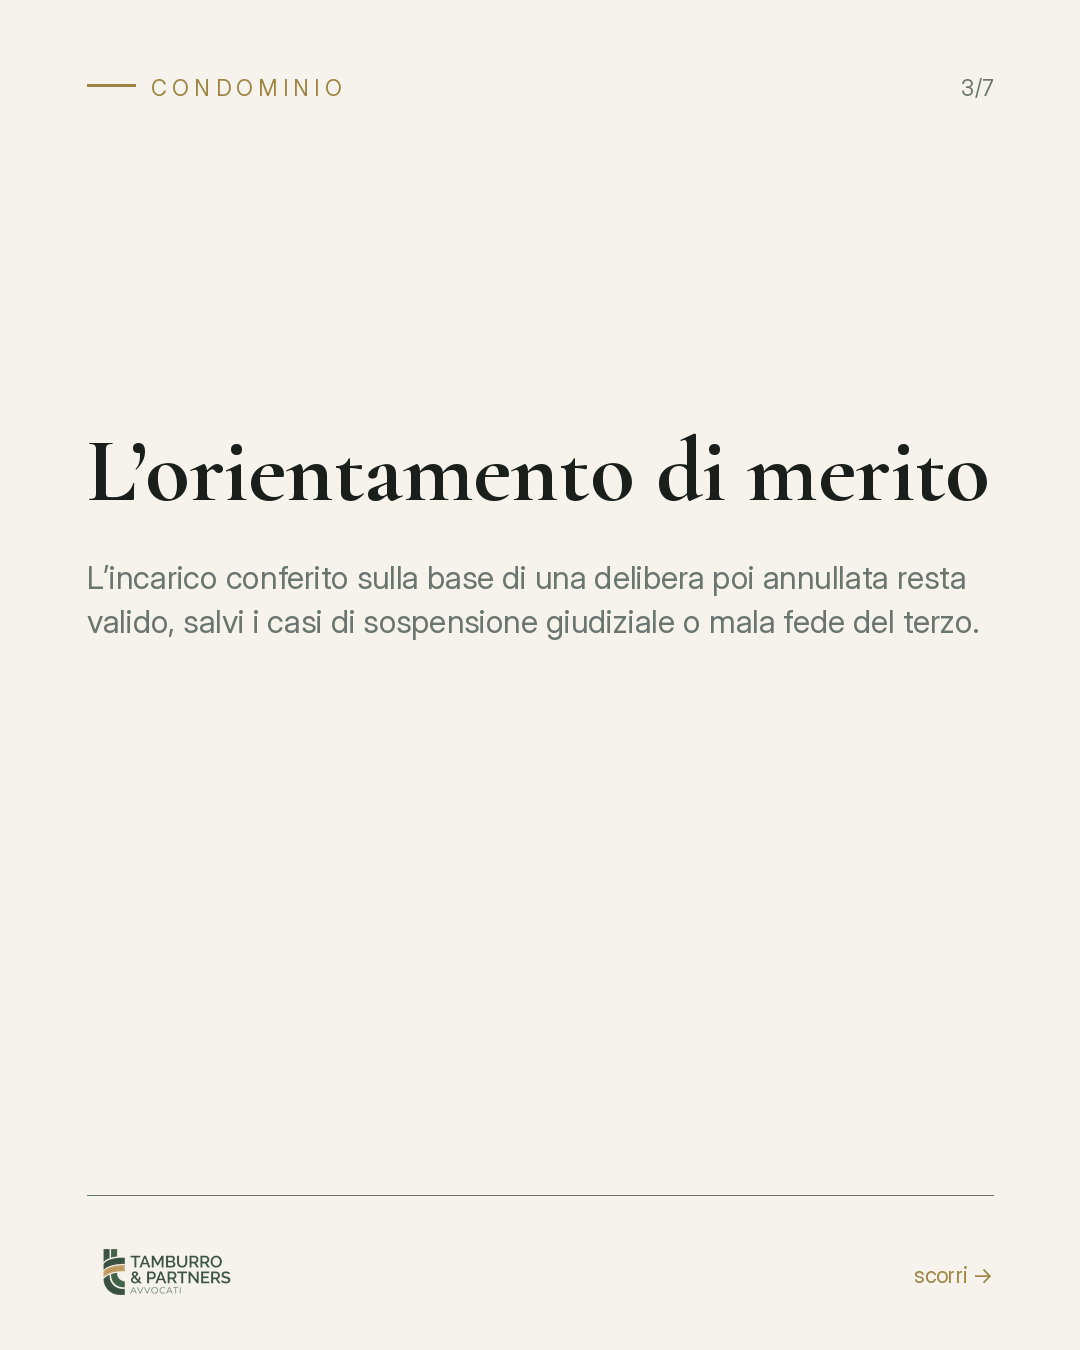 CONDOMINIO
3/7
L’orientamento di merito
L’incarico conferito sulla base di una delibera poi annullata resta
valido, salvi i casi di sospensione giudiziale o mala fede del terzo.
TAMBURRO
& PARTNERS
AVVOCATI
scorri →